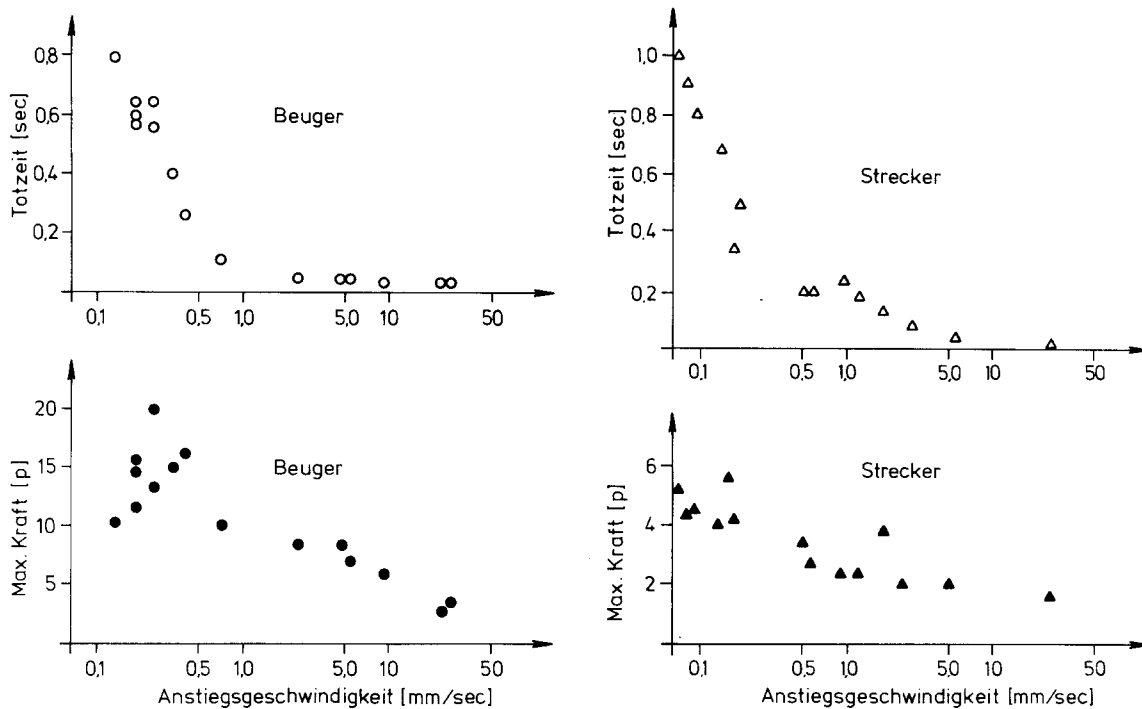 Totzeit [sec]
0,8
0,6
0,4
0,2
Beuger
0,1 0,5 1,0 5,0 10 50
Totzeit [sec]
1,0
0,8
0,6
0,4
0,2
Strecker
0,1 0,5 1,0 5,0 10 50
Max. Kraft [p]
20
15
10
5
Beuger
0,1 0,5 1,0 5,0 10 50
Anstiegsgeschwindigkeit [mm/sec]
Max. Kraft [p]
6
4
2
Strecker
0,1 0,5 1,0 5,0 10 50
Anstiegsgeschwindigkeit [mm/sec]